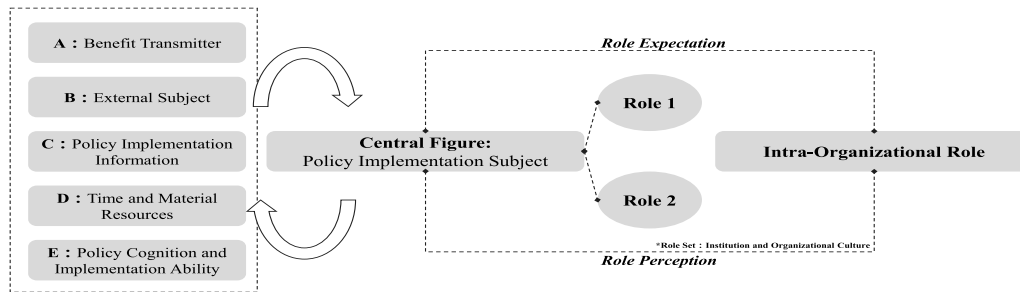 A：Benefit Transmitter
B：External Subject
C：Policy Implementation
Information
D：Time and Material
Resources
E：Policy Cognition and
Implementation Ability
Role Expectation
Central Figure:
Policy Implementation Subject
Role 1
Role 2
Intra-Organizational Role
*Role Set：Institution and Organizational Culture
Role Perception